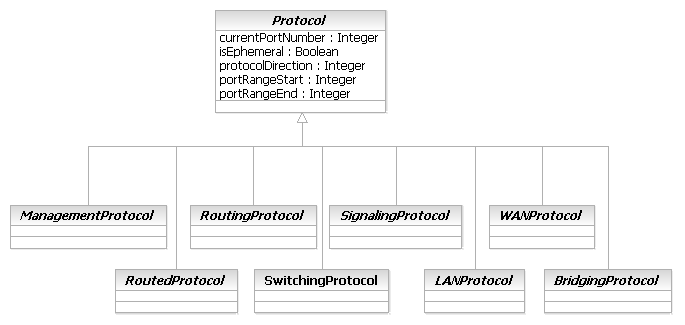 Protocol
currentPortNumber : Integer
isEphemeral : Boolean
protocolDirection : Integer
portRangeStart : Integer
portRangeEnd : Integer
ManagementProtocol
RoutingProtocol
SignalingProtocol
WANProtocol
RoutedProtocol
SwitchingProtocol
LANProtocol
BridgingProtocol